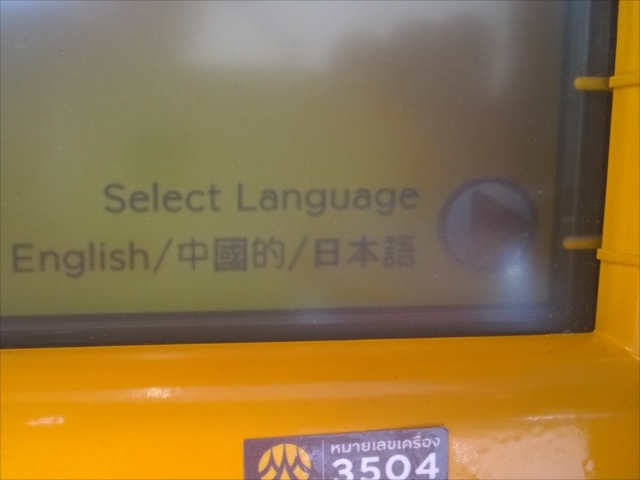 Select Language
English/中國的/日本語
หมายเลขเครื่อง
3504